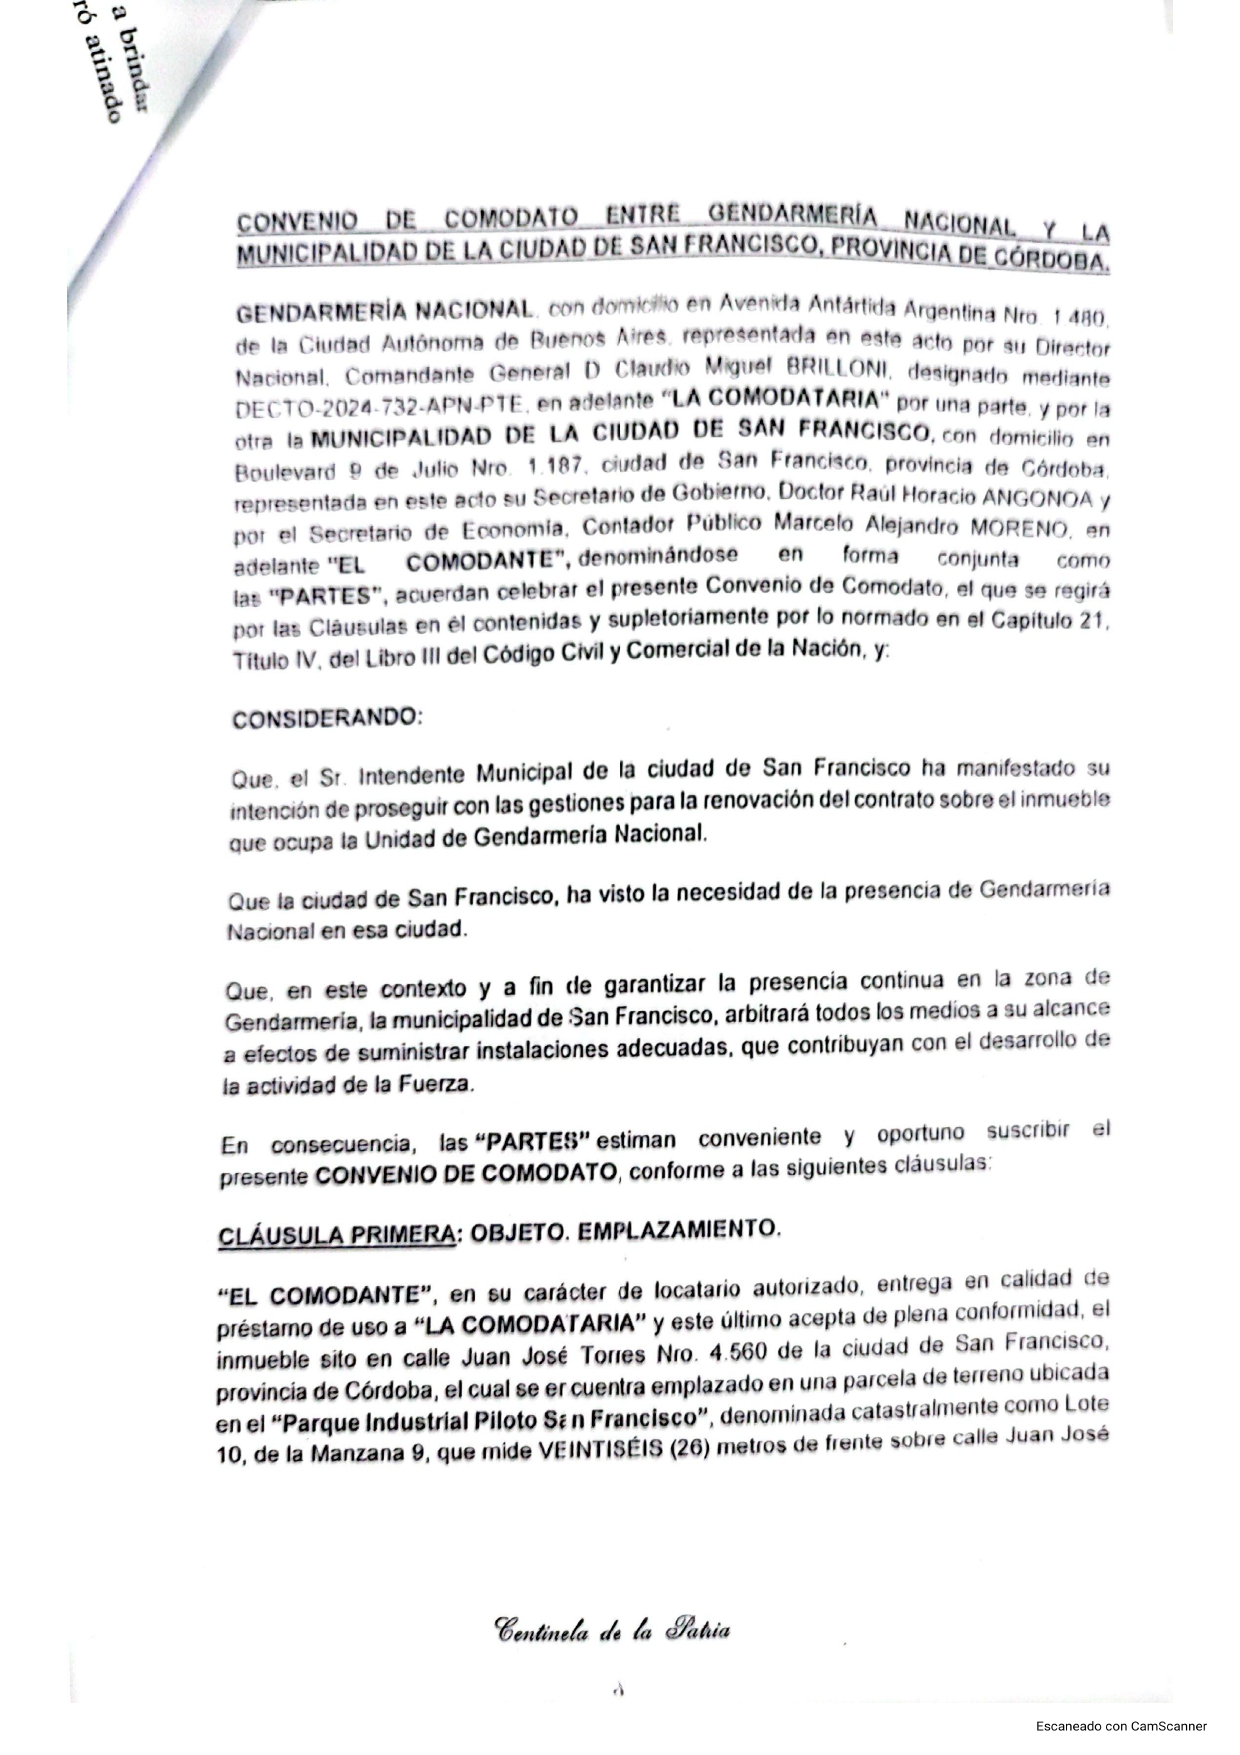 a brindar
ró atinado
CONVENIO DE COMODATO ENTRE GENDARMERÍA NACIONAL Y LA
MUNICIPALIDAD DE LA CIUDAD DE SAN FRANCISCO, PROVINCIA DE CÓRDOBA.
GENDARMERÍA NACIONAL, con domicilio en Avenida Antártida Argentina Nro. 1.480,
de la Ciudad Autónoma de Buenos Aires, representada en este acto por su Director
Nacional, Comandante General D Claudio Miguel BRILLONI, designado mediante
DECTO-2024-732-APN-PTE, en adelante “LA COMODATARIA” por una parte, y por la
otra la MUNICIPALIDAD DE LA CIUDAD DE SAN FRANCISCO, con domicilio en
Boulevard 9 de Julio Nro. 1.187, ciudad de San Francisco, provincia de Córdoba,
representada en este acto su Secretario de Gobierno, Doctor Raúl Horacio ANGONOA y
por el Secretario de Economía, Contador Público Marcelo Alejandro MORENO, en
adelante "EL COMODANTE", denominándose en forma conjunta como
las "PARTES", acuerdan celebrar el presente Convenio de Comodato, el que se regirá
por las Cláusulas en él contenidas y supletoriamente por lo normado en el Capítulo 21,
Título IV, del Libro III del Código Civil y Comercial de la Nación, y:
CONSIDERANDO:
Que, el Sr. Intendente Municipal de la ciudad de San Francisco ha manifestado su
intención de proseguir con las gestiones para la renovación del contrato sobre el inmueble
que ocupa la Unidad de Gendarmería Nacional.
Que la ciudad de San Francisco, ha visto la necesidad de la presencia de Gendarmería
Nacional en esa ciudad.
Que, en este contexto y a fin de garantizar la presencia continua en la zona de
Gendarmería, la municipalidad de San Francisco, arbitrará todos los medios a su alcance
a efectos de suministrar instalaciones adecuadas, que contribuyan con el desarrollo de
la actividad de la Fuerza.
En consecuencia, las “PARTES” estiman conveniente y oportuno suscribir el
presente CONVENIO DE COMODATO, conforme a las siguientes cláusulas:
CLÁUSULA PRIMERA: OBJETO. EMPLAZAMIENTO.
“EL COMODANTE”, en su carácter de locatario autorizado, entrega en calidad de
préstamo de uso a “LA COMODATARIA” y este último acepta de plena conformidad, el
inmueble sito en calle Juan José Torres Nro. 4.560 de la ciudad de San Francisco,
provincia de Córdoba, el cual se encuentra emplazado en una parcela de terreno ubicada
en el “Parque Industrial Piloto San Francisco”, denominada catastralmente como Lote
10, de la Manzana 9, que mide VEINTISÉIS (26) metros de frente sobre calle Juan José
Centinela de la Patria
Escaneado con CamScanner